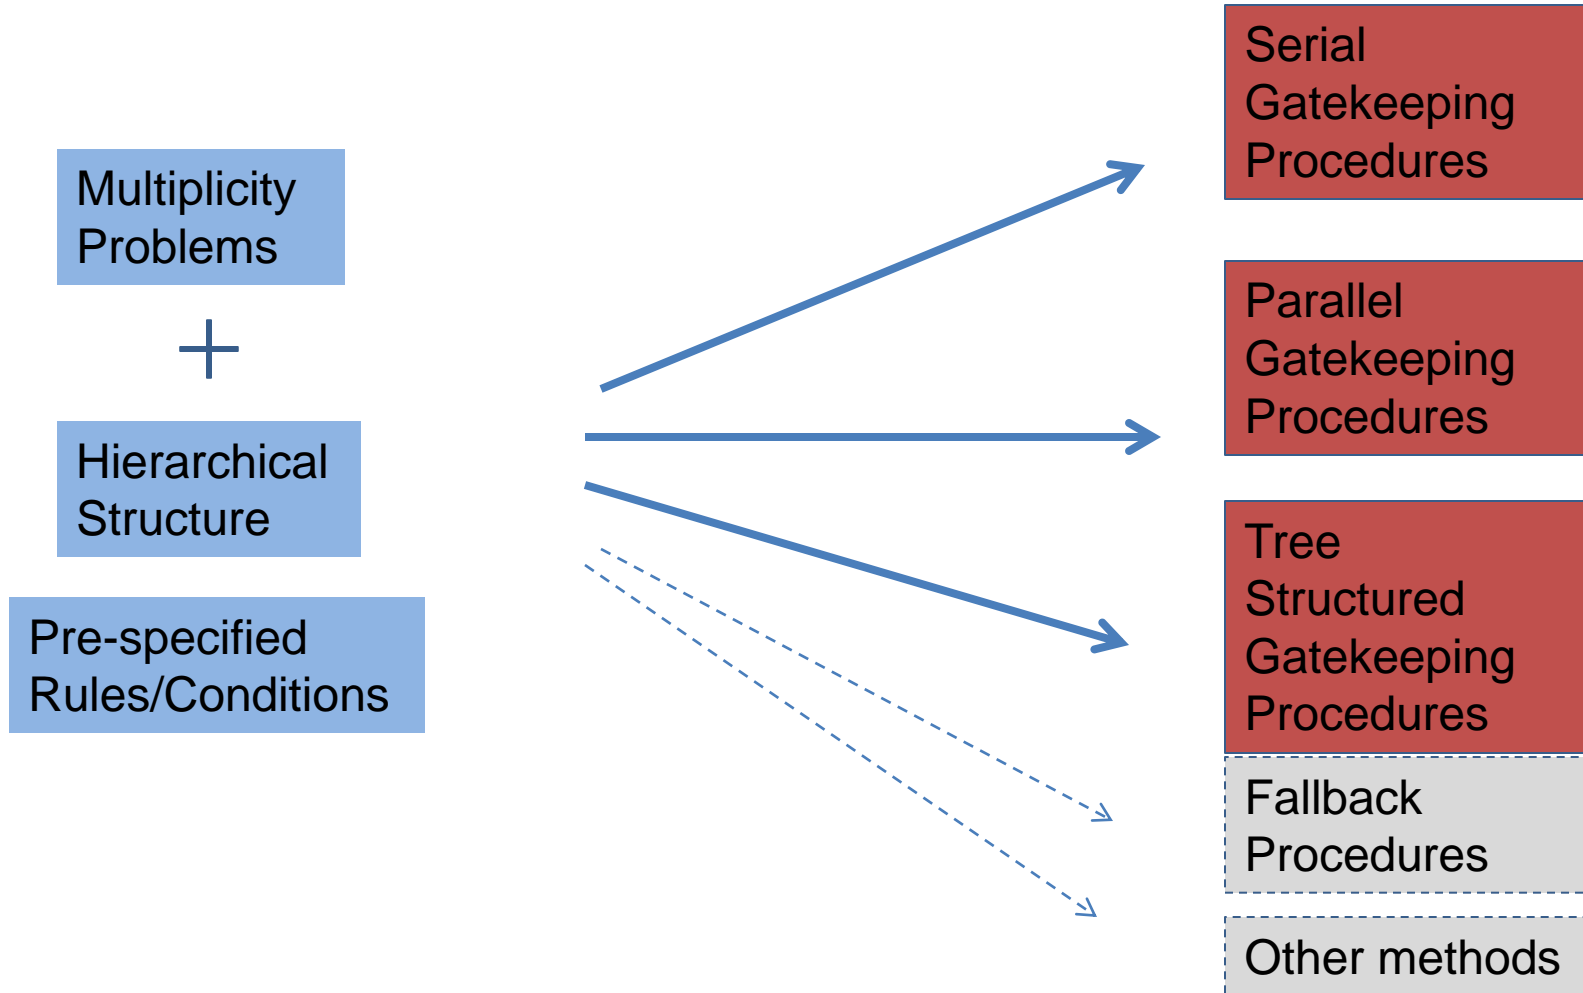 Multiplicity
Problems
Hierarchical
Structure
Pre-specified
Rules/Conditions
Serial
Gatekeeping
Procedures
Parallel
Gatekeeping
Procedures
Tree
Structured
Gatekeeping
Procedures
Fallback
Procedures
Other methods